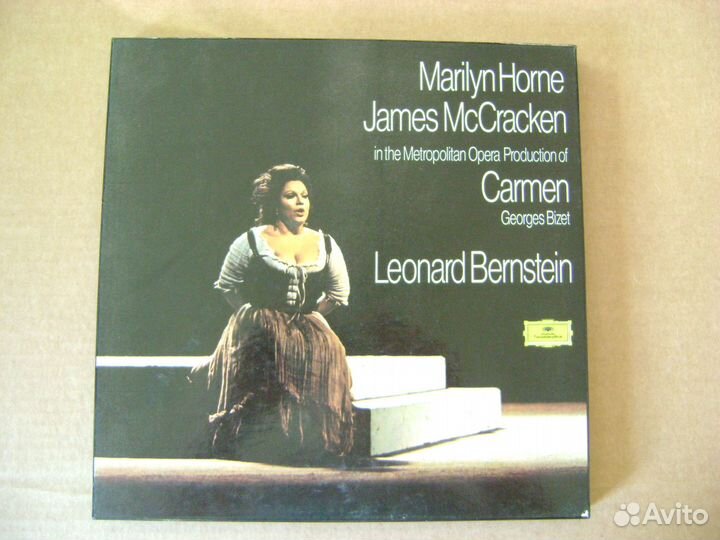 Marilyn Horne
James McCracken
in the Metropolitan Opera Production of
Carmen
Georges Bizet
Leonard Bernstein
Avito